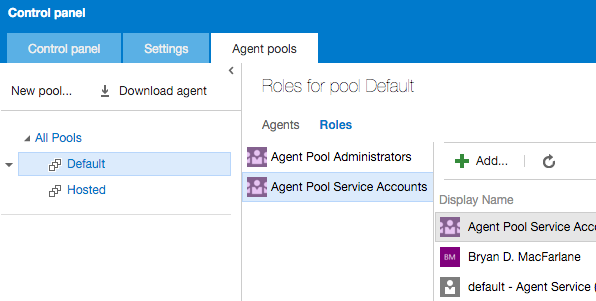 Control panel
Control panel Settings Agent pools
New pool... Download agent
All Pools
Default
Hosted
Roles for pool Default
Agents Roles
Agent Pool Administrators
Agent Pool Service Accounts
Add...
Display Name
Agent Pool Service Acco
BM Bryan D. MacFarlane
default - Agent Service (